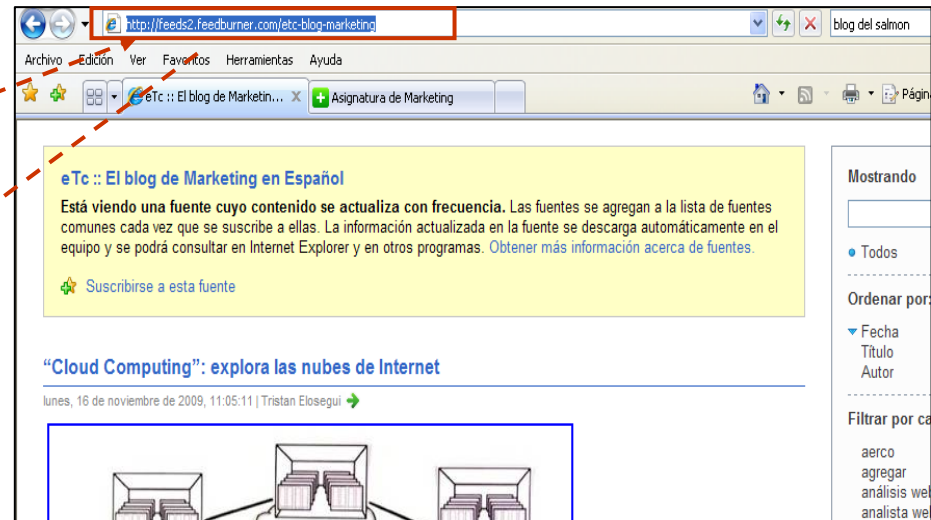 http://feeds2.feedburner.com/etc-blog-marketing
blog del salmon
Archivo Edición Ver Favoritos Herramientas Ayuda
eTc :: El blog de Marketin...
Asignatura de Marketing
Págin
eTc :: El blog de Marketing en Español
Está viendo una fuente cuyo contenido se actualiza con frecuencia. Las fuentes se agregan a la lista de fuentes
comunes cada vez que se suscribe a ellas. La información actualizada en la fuente se descarga automáticamente en el
equipo y se podrá consultar en Internet Explorer y en otros programas. Obtener más información acerca de fuentes.
Suscribirse a esta fuente
“Cloud Computing”: explora las nubes de Internet
lunes, 16 de noviembre de 2009, 11:05:11 | Tristan Elosegui
Mostrando
Todos
Ordenar por:
Fecha
Título
Autor
Filtrar por ca
aerco
agregar
análisis web
analista wel